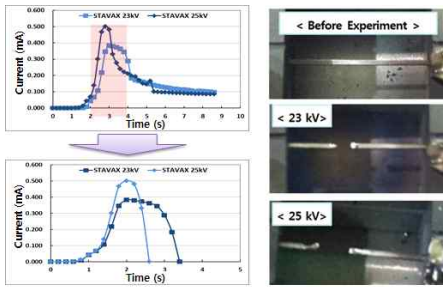 STAVAX 23kV STAVAX 25kV
Current (mA)
0.600
0.500
0.400
0.300
0.200
0.100
0.000
0 1 2 3 4 5 6 7 8 9 10
Time (s)
STAVAX 23kV STAVAX 25kV
Current (mA)
0.600
0.500
0.400
0.300
0.200
0.100
0.000
0 1 2 3 4 5
Time (s)
< Before Experiment >
< 23 kV>
< 25 kV>